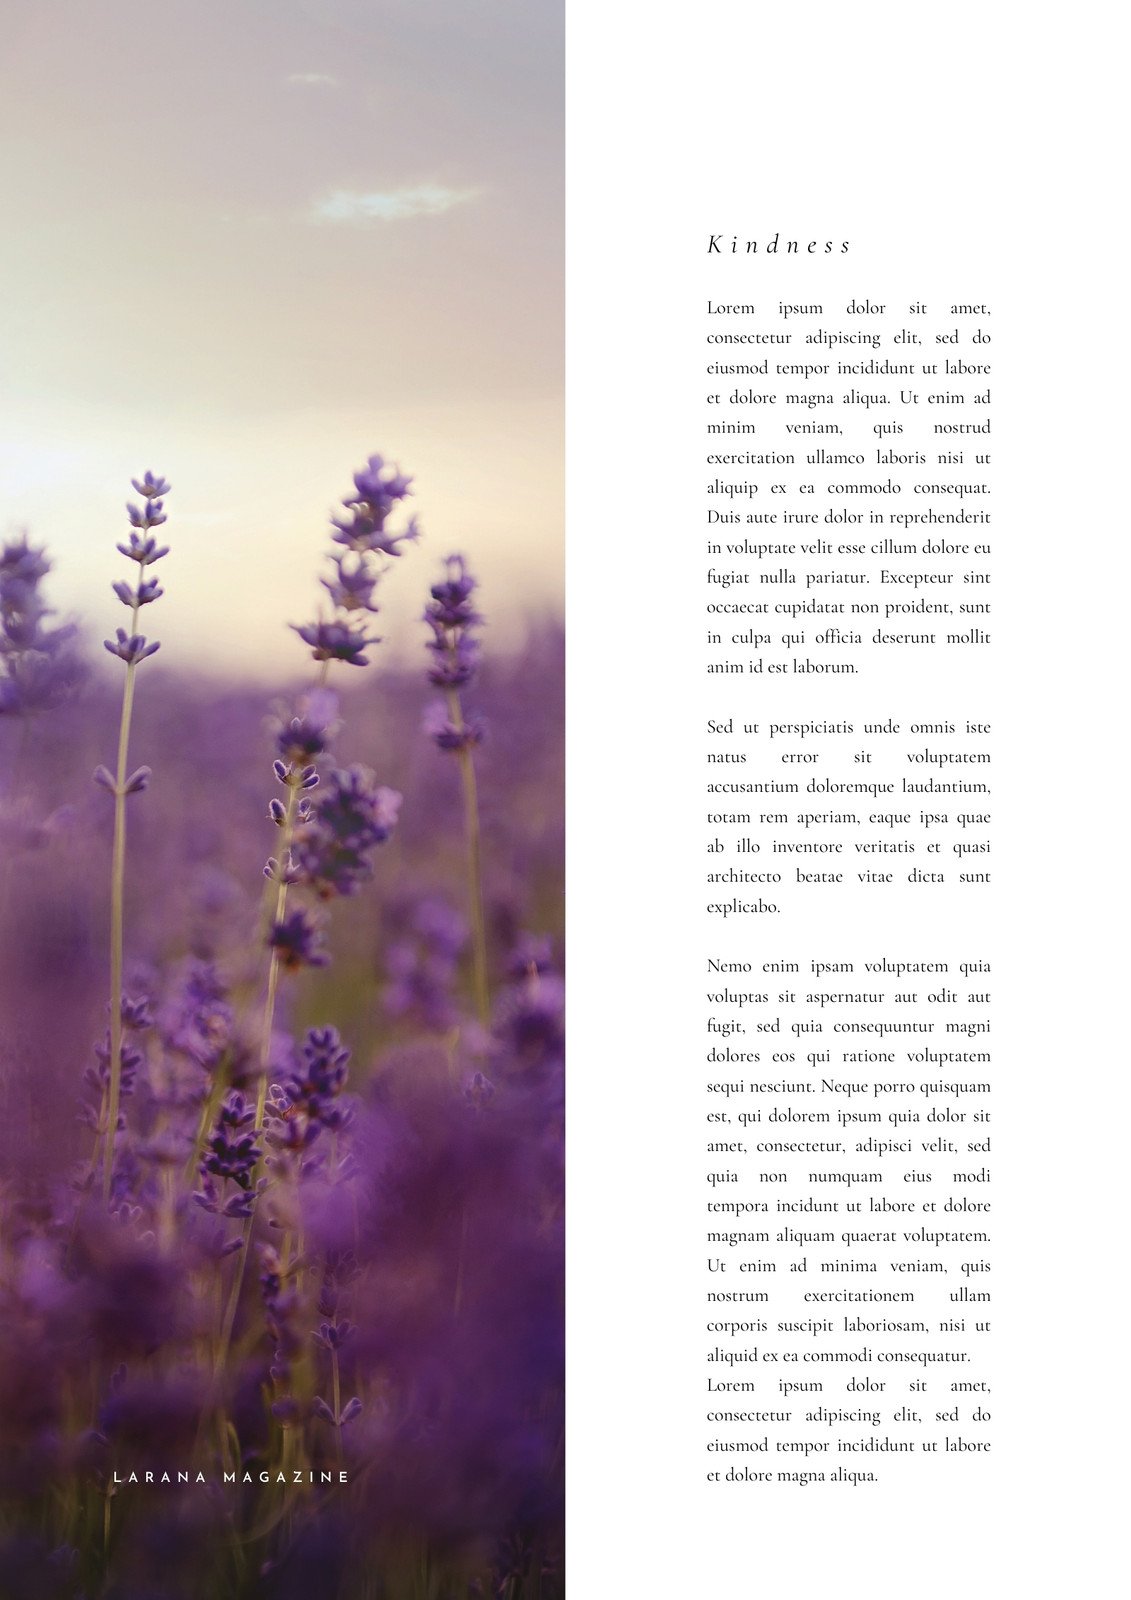 Kindness
Lorem ipsum dolor sit amet,
consectetur adipiscing elit, sed do
eiusmod tempor incididunt ut labore
et dolore magna aliqua. Ut enim ad
minim veniam, quis nostrud
exercitation ullamco laboris nisi ut
aliquip ex ea commodo consequat.
Duis aute irure dolor in reprehenderit
in voluptate velit esse cillum dolore eu
fugiat nulla pariatur. Excepteur sint
occaecat cupidatat non proident, sunt
in culpa qui officia deserunt mollit
anim id est laborum.
Sed ut perspiciatis unde omnis iste
natus error sit voluptatem
accusantium doloremque laudantium,
totam rem aperiam, eaque ipsa quae
ab illo inventore veritatis et quasi
architecto beatae vitae dicta sunt
explicabo.
Nemo enim ipsam voluptatem quia
voluptas sit aspernatur aut odit aut
fugit, sed quia consequuntur magni
dolores eos qui ratione voluptatem
sequi nesciunt. Neque porro quisquam
est, qui dolorem ipsum quia dolor sit
amet, consectetur, adipisci velit, sed
quia non numquam eius modi
tempora incidunt ut labore et dolore
magnam aliquam quaerat voluptatem.
Ut enim ad minima veniam, quis
nostrum exercitationem ullam
corporis suscipit laboriosam, nisi ut
aliquid ex ea commodi consequatur.
Lorem ipsum dolor sit amet,
consectetur adipiscing elit, sed do
eiusmod tempor incididunt ut labore
et dolore magna aliqua.
LARANA MAGAZINE